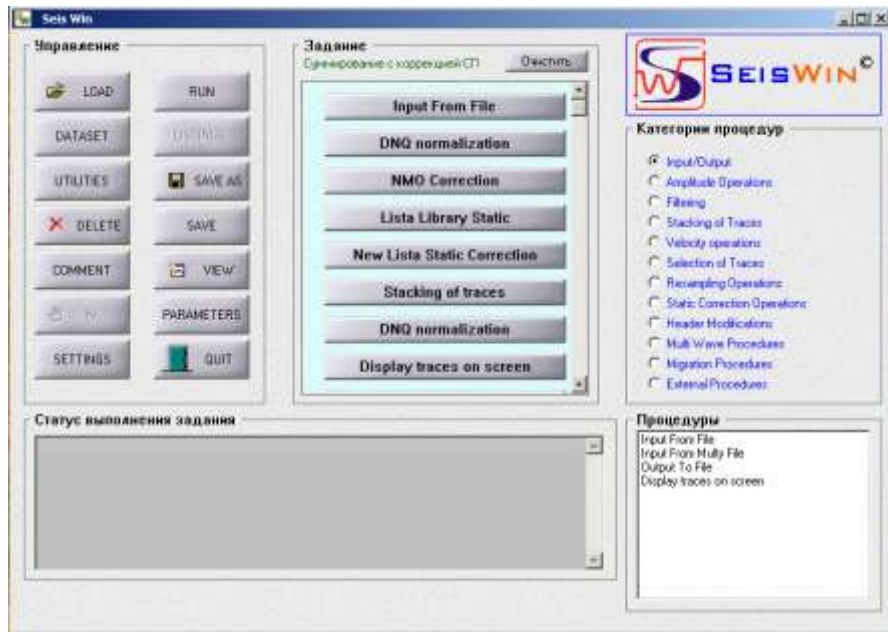 Seis Win
Управление
LOAD
RUN
DATASET
UTILITIES
SAVE AS
DELETE
SAVE
COMMENT
VIEW
PARAMETERS
SETTINGS
QUIT
Задание
Суммирование с коррекцией СП
Очистить
Input From File
DNQ normalization
NMO Correction
Lista Library Static
New Lista Static Correction
Stacking of traces
DNQ normalization
Display traces on screen
SEISWIN©
Категории процедур
Input/Output
Amplitude Operations
Filtering
Stacking of Traces
Velocity operations
Selection of Traces
Resampling Operations
Static Correction Operations
Header Modifications
Multi Wave Procedures
Migration Procedures
External Procedures
Статус выполнения задания
Процедуры
Input From File
Input From Multy File
Output To File
Display traces on screen